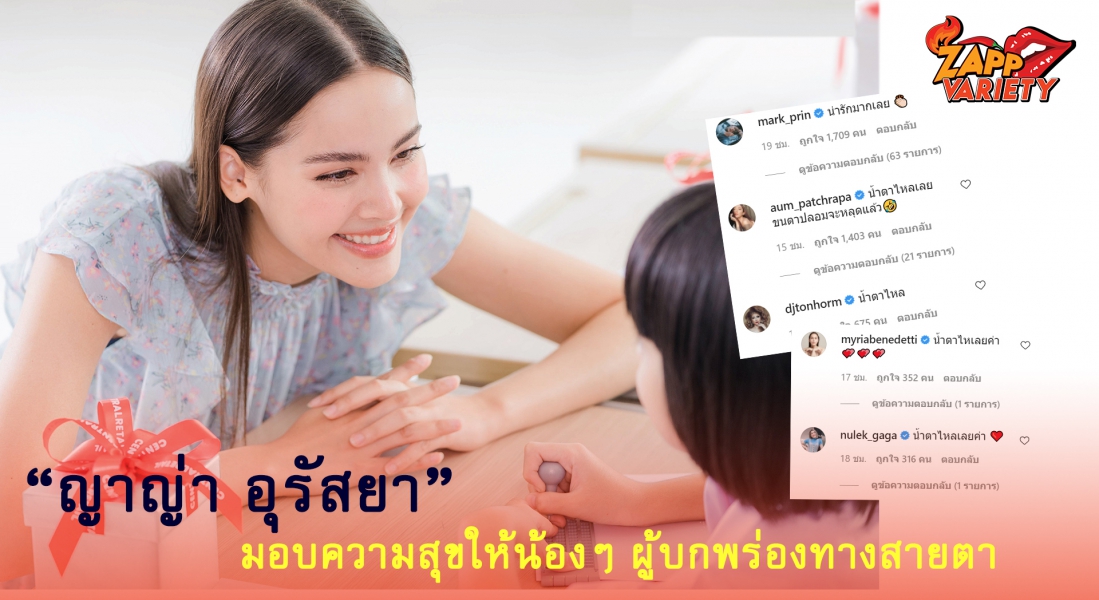 ZAPP
VARIETY
mark_prin น่ารักมากเลย 👏🏻
19 ชม. ถูกใจ 1,709 คน ตอบกลับ
ดูข้อความตอบกลับ (63 รายการ)
aum_patchrapa น้ำตาไหลเลย
ขนตาปลอมจะหลุดแล้ว🤣
15 ชม. ถูกใจ 1,403 คน ตอบกลับ
ดูข้อความตอบกลับ (21 รายการ)
djtonhorm น้ำตาไหล
675 คน ตอบกลับ
myriabenedetti น้ำตาไหเลยค่า
💕💕💕
17 ชม. ถูกใจ 352 คน ตอบกลับ
ดูข้อความตอบกลับ (1 รายการ)
nulek_gaga น้ำตาไหลเลยค่า ❤️
18 ชม. ถูกใจ 316 คน ตอบกลับ
ดูข้อความตอบกลับ (1 รายการ)
“ญาญ่า อุรัสยา”
มอบความสุขให้น้องๆ ผู้บกพร่องทางสายตา